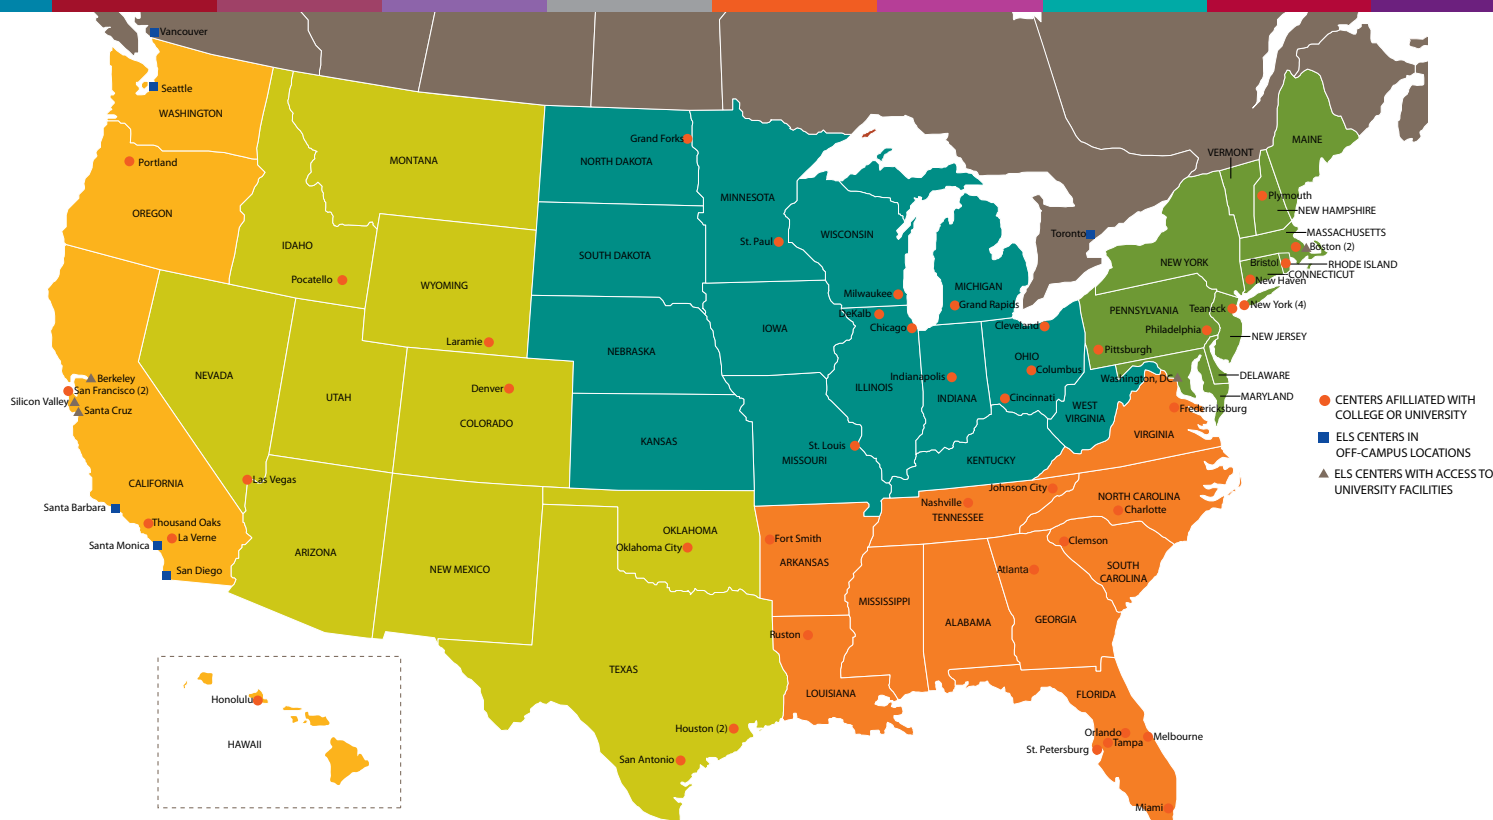 Vancouver
Seattle
WASHINGTON
Portland
OREGON
MONTANA
IDAHO
Pocatello
WYOMING
Laramie
NEVADA
UTAH
Denver
COLORADO
Berkeley
San Francisco (2)
Silicon Valley
Santa Cruz
CALIFORNIA
Las Vegas
Santa Barbara
Thousand Oaks
La Verne
Santa Monica
San Diego
ARIZONA
NEW MEXICO
Honolulu
HAWAII
Grand Forks
NORTH DAKOTA
SOUTH DAKOTA
NEBRASKA
KANSAS
OKLAHOMA
Oklahoma City
TEXAS
Houston (2)
San Antonio
MINNESOTA
St. Paul
WISCONSIN
Milwaukee
IOWA
DeKalb
Chicago
ILLINOIS
St. Louis
MISSOURI
MICHIGAN
Grand Rapids
Indianapolis
INDIANA
Cleveland
OHIO
Columbus
Cincinnati
WEST
VIRGINIA
KENTUCKY
Toronto
VERMONT
MAINE
Plymouth
NEW HAMPSHIRE
MASSACHUSETTS
Boston (2)
NEW YORK
Bristol
RHODE ISLAND
CONNECTICUT
New Haven
PENNSYLVANIA
Teaneck
New York (4)
Philadelphia
NEW JERSEY
Pittsburgh
Washington, DC
DELAWARE
MARYLAND
Fredericksburg
VIRGINIA
Johnson City
Nashville
TENNESSEE
NORTH CAROLINA
Charlotte
Clemson
SOUTH
CAROLINA
Atlanta
GEORGIA
Fort Smith
ARKANSAS
MISSISSIPPI
ALABAMA
Ruston
LOUISIANA
FLORIDA
Orlando
Melbourne
Tampa
St. Petersburg
Miami
CENTERS AFILLIATED WITH
COLLEGE OR UNIVERSITY
ELS CENTERS IN
OFF-CAMPUS LOCATIONS
ELS CENTERS WITH ACCESS TO
UNIVERSITY FACILITIES